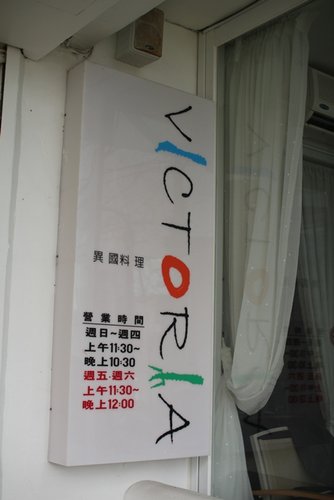 VICTORIA
異國料理
營業時間
週日~週四
上午11:30~
晚上10:30
週五.週六
上午11:30~
晚上12:00